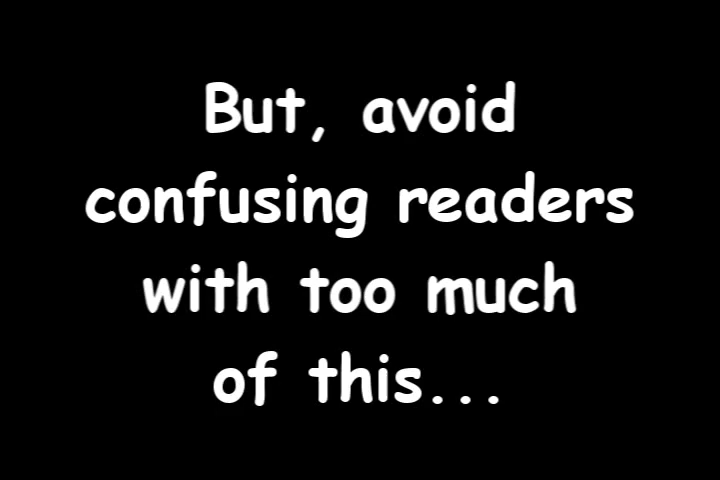 But, avoid
confusing readers
with too much
of this...